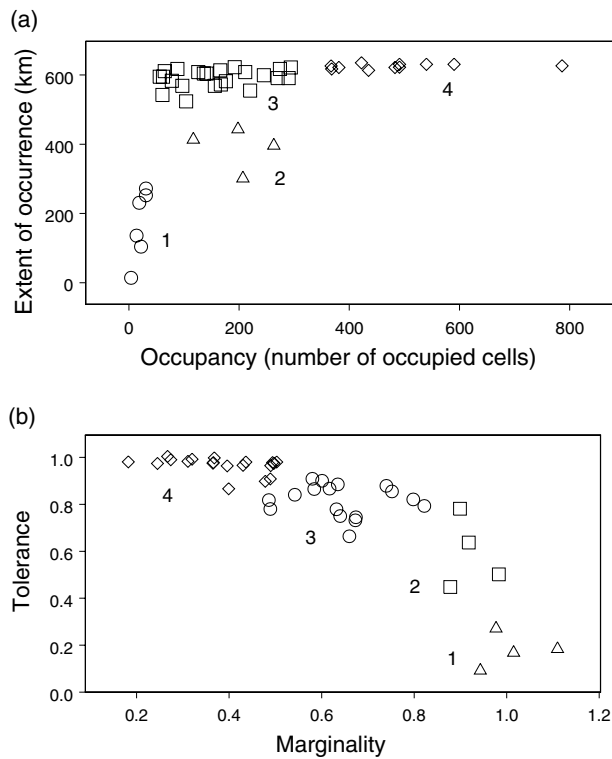 (a)
Extent of occurrence (km)
600
400
200
0
3
4
2
1
0 200 400 600 800
Occupancy (number of occupied cells)
(b)
Tolerance
1.0
0.8
0.6
0.4
0.2
0.0
4
3
2
1
0.2 0.4 0.6 0.8 1.0 1.2
Marginality